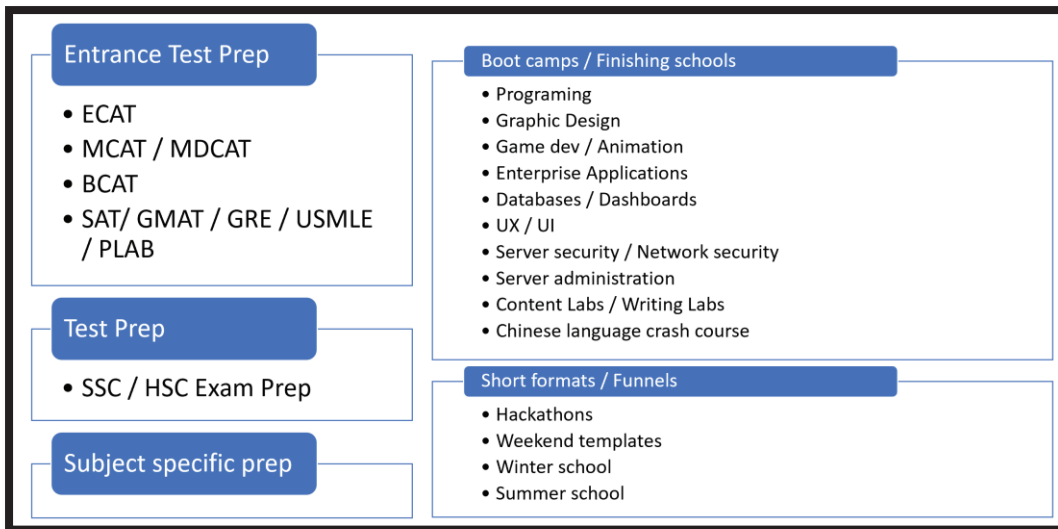 Entrance Test Prep
• ECAT
• MCAT / MDCAT
• BCAT
• SAT/ GMAT / GRE / USMLE
/ PLAB
Test Prep
• SSC / HSC Exam Prep
Subject specific prep
Boot camps / Finishing schools
• Programing
• Graphic Design
• Game dev / Animation
• Enterprise Applications
• Databases / Dashboards
• UX / UI
• Server security / Network security
• Server administration
• Content Labs / Writing Labs
• Chinese language crash course
Short formats / Funnels
• Hackathons
• Weekend templates
• Winter school
• Summer school